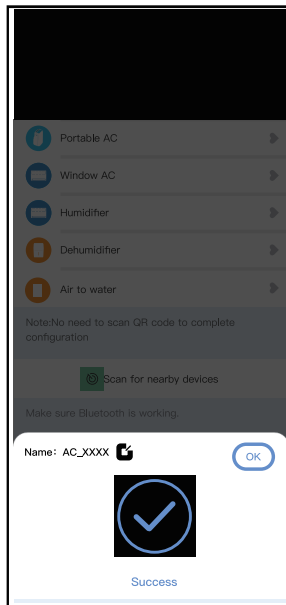 Portable AC
Window AC
Humidifier
Dehumidifier
Air to water
Note:No need to scan QR code to complete
configuration
Scan for nearby devices
Make sure Bluetooth is working.
Name: AC_XXXX
OK
Success